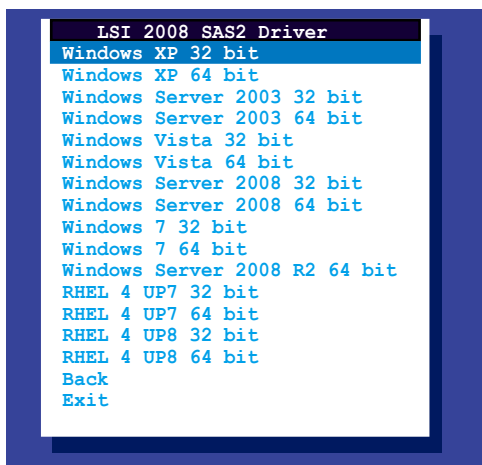 LSI 2008 SAS2 Driver
Windows XP 32 bit
Windows XP 64 bit
Windows Server 2003 32 bit
Windows Server 2003 64 bit
Windows Vista 32 bit
Windows Vista 64 bit
Windows Server 2008 32 bit
Windows Server 2008 64 bit
Windows 7 32 bit
Windows 7 64 bit
Windows Server 2008 R2 64 bit
RHEL 4 UP7 32 bit
RHEL 4 UP7 64 bit
RHEL 4 UP8 32 bit
RHEL 4 UP8 64 bit
Back
Exit